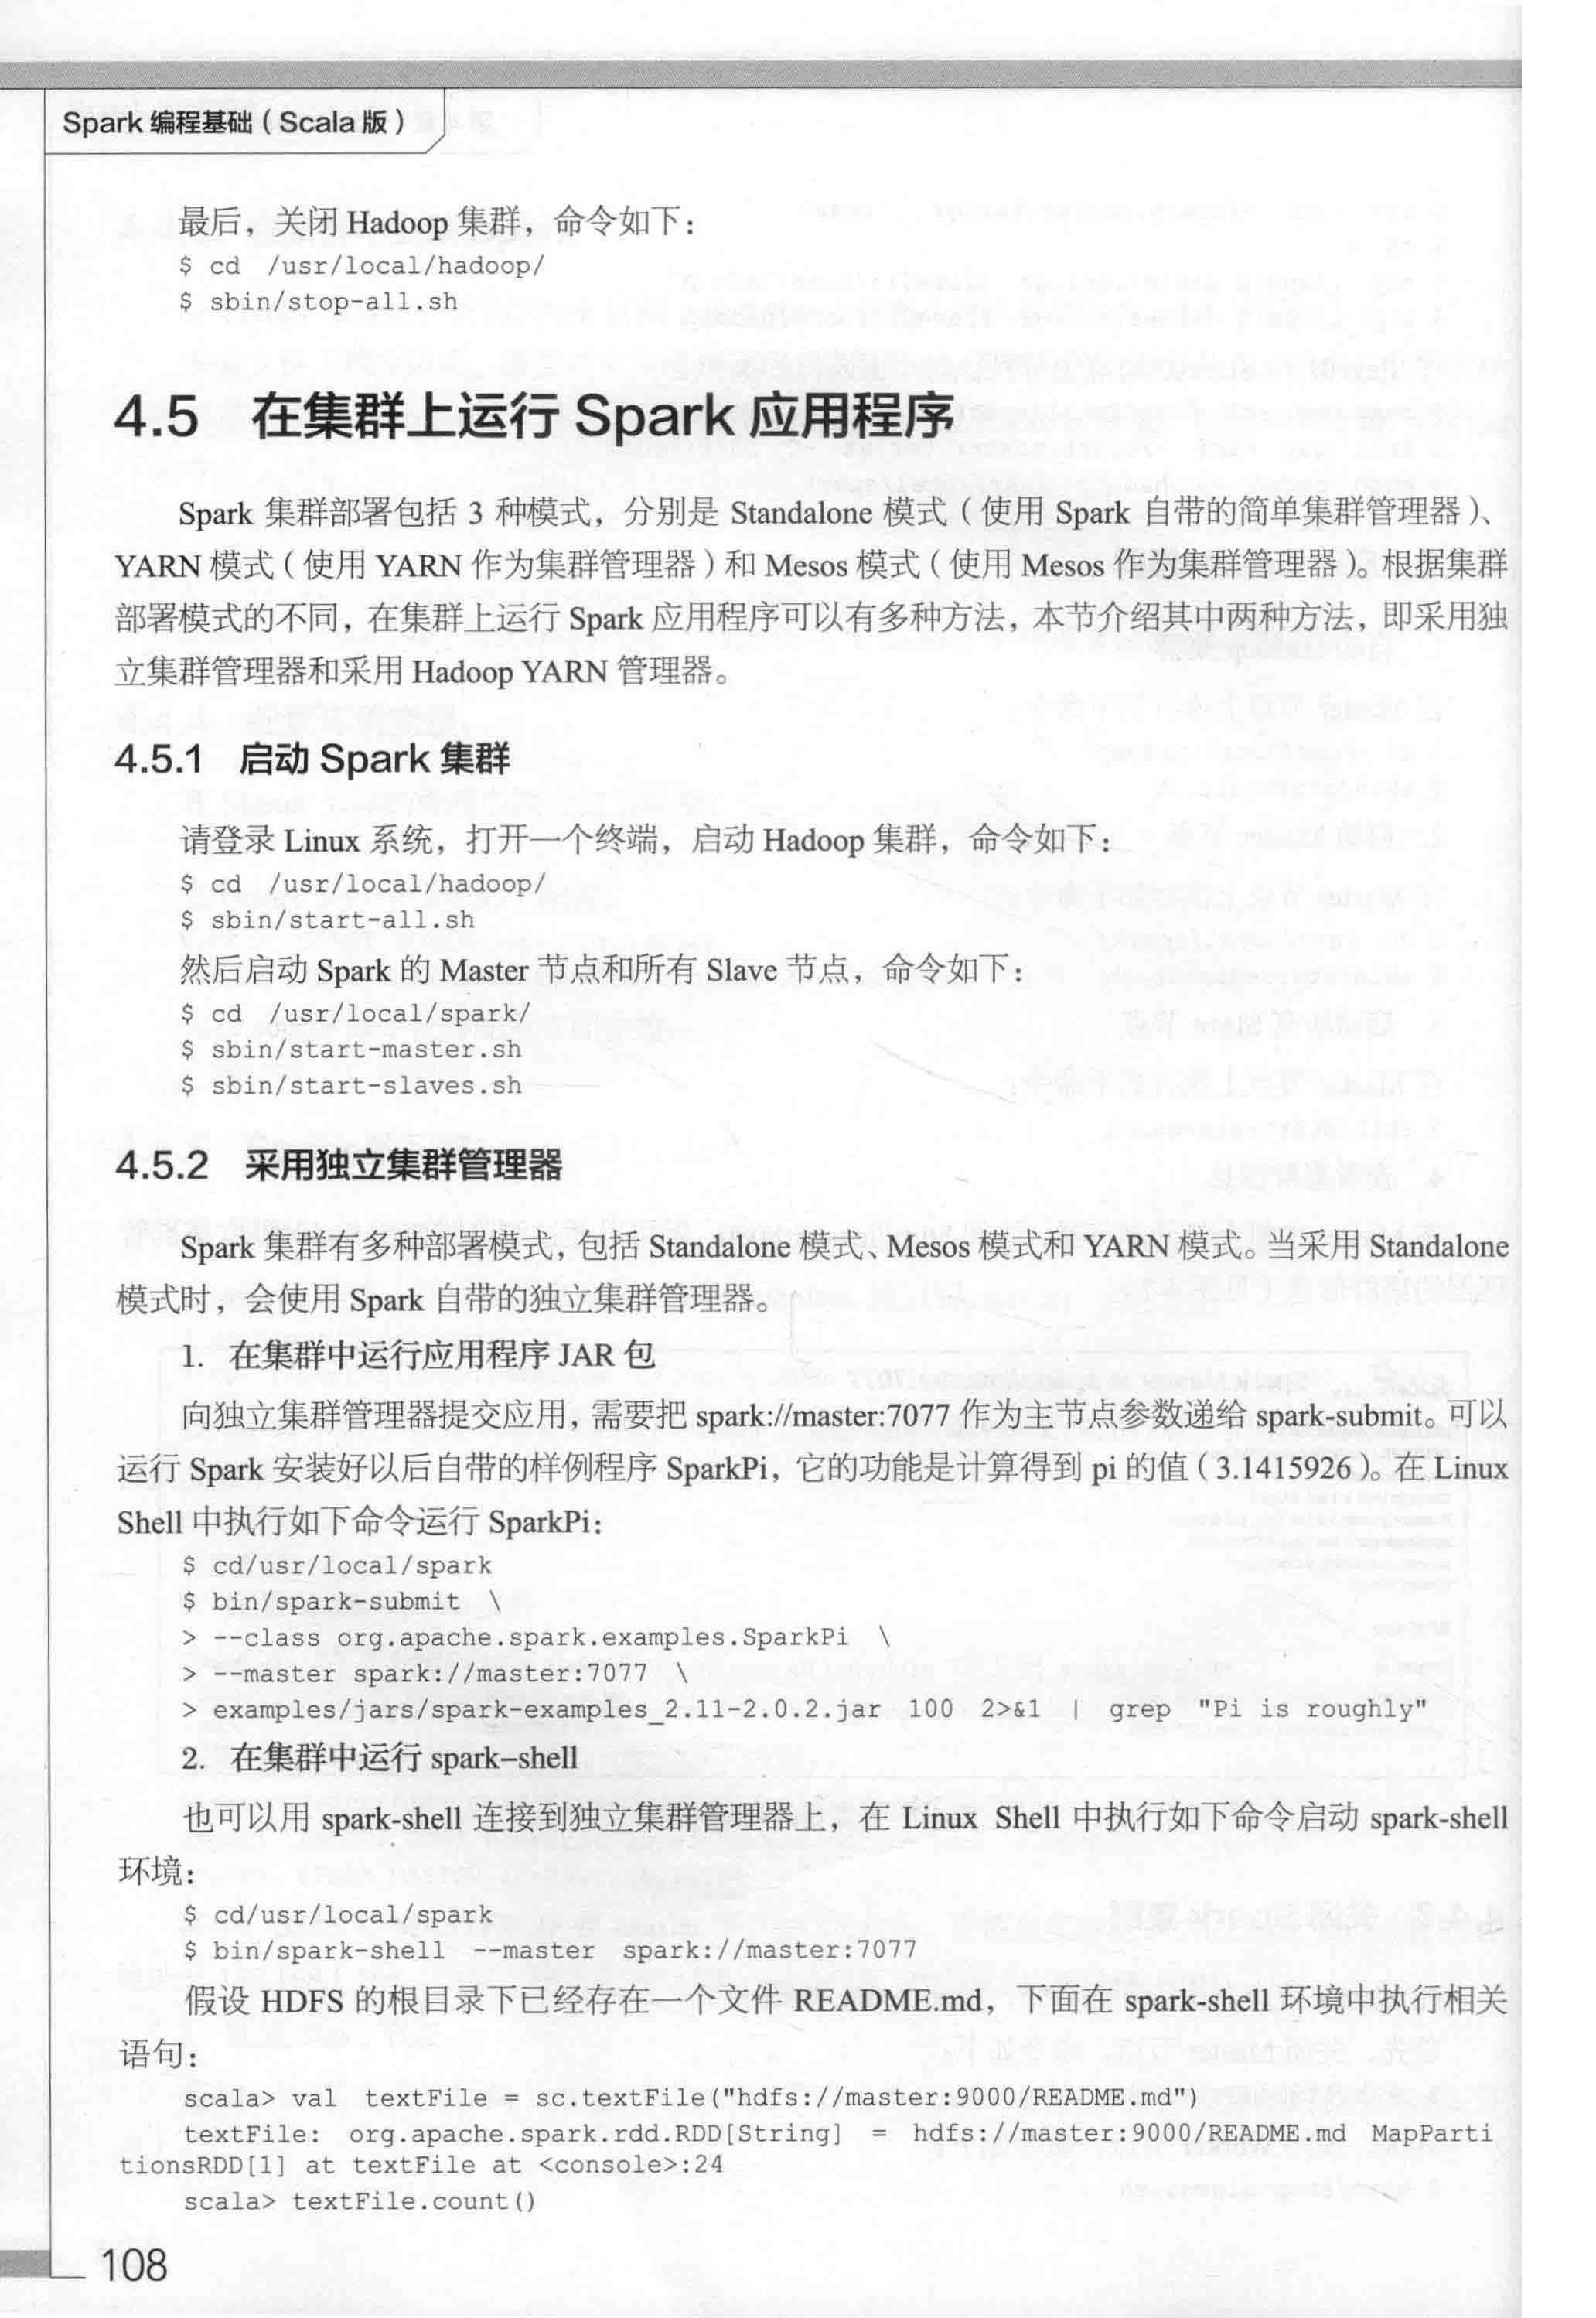 Spark 编程基础（Scala 版）
最后，关闭 Hadoop 集群，命令如下：
$ cd /usr/local/hadoop/
$ sbin/stop-all.sh
4.5 在集群上运行 Spark 应用程序
Spark 集群部署包括 3 种模式，分别是 Standalone 模式（使用 Spark 自带的简单集群管理器）、
YARN 模式（使用 YARN 作为集群管理器）和 Mesos 模式（使用 Mesos 作为集群管理器）。根据集群
部署模式的不同，在集群上运行 Spark 应用程序可以有多种方法，本节介绍其中两种方法，即采用独
立集群管理器和采用 Hadoop YARN 管理器。
4.5.1 启动 Spark 集群
请登录 Linux 系统，打开一个终端，启动 Hadoop 集群，命令如下：
$ cd /usr/local/hadoop/
$ sbin/start-all.sh
然后启动 Spark 的 Master 节点和所有 Slave 节点，命令如下：
$ cd /usr/local/spark/
$ sbin/start-master.sh
$ sbin/start-slaves.sh
4.5.2 采用独立集群管理器
Spark 集群有多种部署模式，包括 Standalone 模式、Mesos 模式和 YARN 模式。当采用 Standalone
模式时，会使用 Spark 自带的独立集群管理器。
1. 在集群中运行应用程序 JAR 包
向独立集群管理器提交应用，需要把 spark://master:7077 作为主节点参数递给 spark-submit。可以
运行 Spark 安装好以后自带的样例程序 SparkPi，它的功能是计算得到 pi 的值（3.1415926）。在 Linux
Shell 中执行如下命令运行 SparkPi：
$ cd/usr/local/spark
$ bin/spark-submit \
> --class org.apache.spark.examples.SparkPi \
> --master spark://master:7077 \
> examples/jars/spark-examples_2.11-2.0.2.jar 100 2>&1 | grep "Pi is roughly"
2. 在集群中运行 spark-shell
也可以用 spark-shell 连接到独立集群管理器上，在 Linux Shell 中执行如下命令启动 spark-shell
环境：
$ cd/usr/local/spark
$ bin/spark-shell --master spark://master:7077
假设 HDFS 的根目录下已经存在一个文件 README.md，下面在 spark-shell 环境中执行相关
语句：
scala> val textFile = sc.textFile("hdfs://master:9000/README.md")
textFile: org.apache.spark.rdd.RDD[String] = hdfs://master:9000/README.md MapParti
tionsRDD[1] at textFile at <console>:24
scala> textFile.count()
108